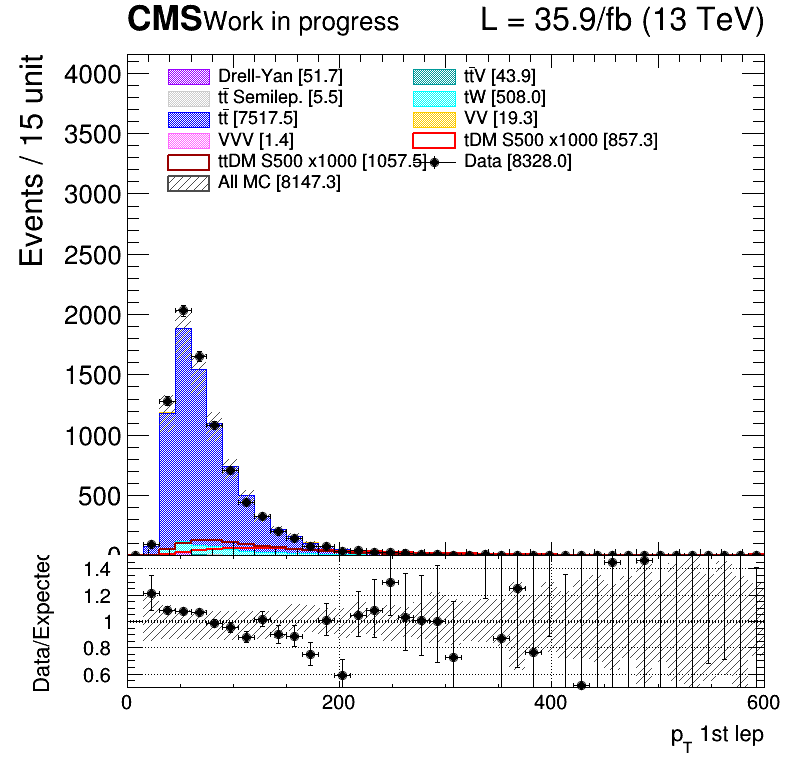 CMS Work in progress L = 35.9/fb (13 TeV)
Events / 15 unit
4000
3500
3000
2500
2000
1500
1000
500
0
Drell-Yan [51.7]
tt̄ Semilep. [5.5]
tt̄ [7517.5]
VVV [1.4]
ttDM S500 x1000 [1057.5]
All MC [8147.3]
tt̄V [43.9]
tW [508.0]
VV [19.3]
tDM S500 x1000 [857.3]
Data [8328.0]
Data/Expected
1.4
1.2
1
0.8
0.6
0 200 400 600
p_T 1st lep